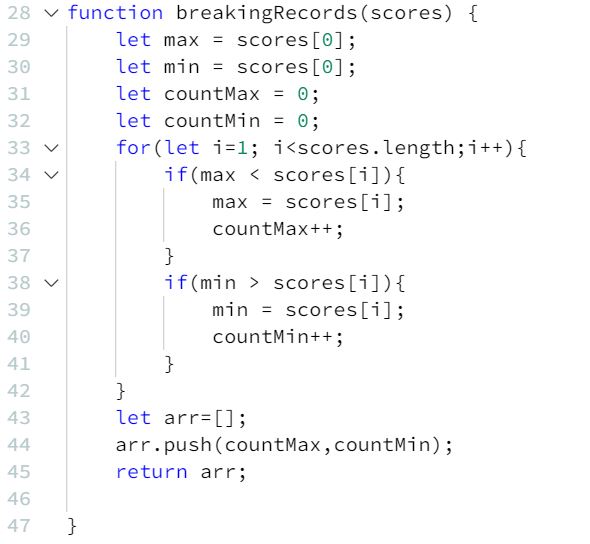 28 function breakingRecords(scores) {
29     let max = scores[0];
30     let min = scores[0];
31     let countMax = 0;
32     let countMin = 0;
33     for(let i=1; i<scores.length;i++){
34         if(max < scores[i]){
35             max = scores[i];
36             countMax++;
37         }
38         if(min > scores[i]){
39             min = scores[i];
40             countMin++;
41         }
42     }
43     let arr=[];
44     arr.push(countMax,countMin);
45     return arr;
46
47 }